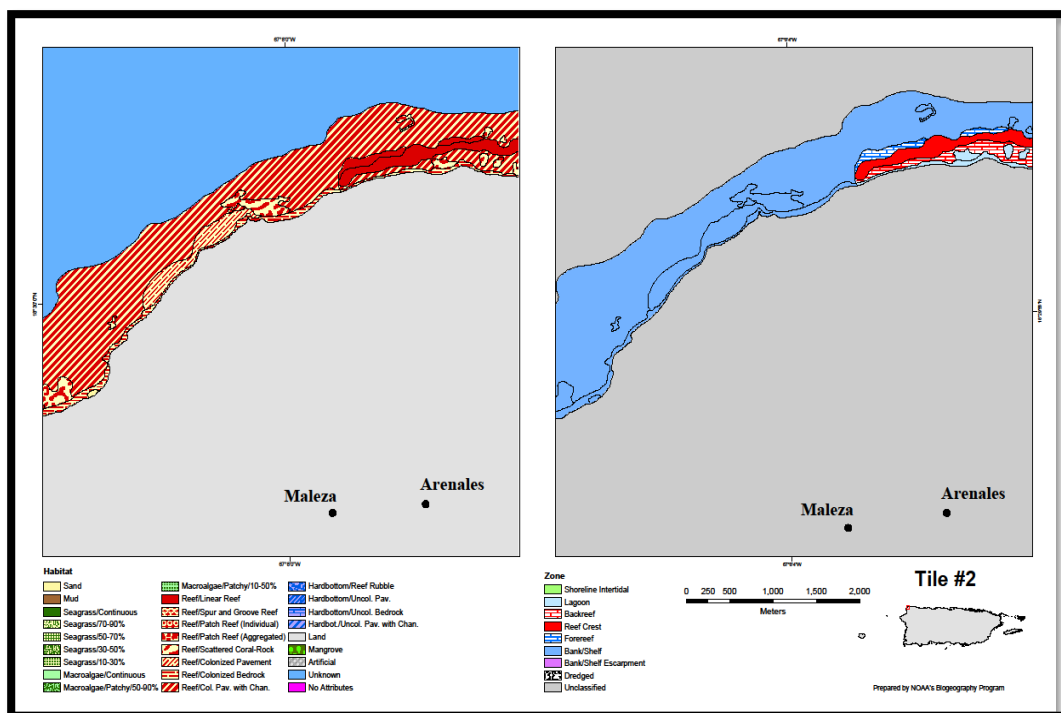 Maleza
Arenales
Maleza
Arenales
Habitat
Sand
Mud
Seagrass/Continuous
Seagrass/70-90%
Seagrass/50-70%
Seagrass/30-50%
Seagrass/10-30%
Macroalgae/Continuous
Macroalgae/Patchy/50-90%
Macroalgae/Patchy/10-50%
Reef/Linear Reef
Reef/Spur and Groove Reef
Reef/Patch Reef (Individual)
Reef/Patch Reef (Aggregated)
Reef/Scattered Coral-Rock
Reef/Colonized Pavement
Reef/Colonized Bedrock
Reef/Col. Pav. with Chan.
Hardbottom/Reef Rubble
Hardbottom/Uncol. Pav.
Hardbottom/Uncol. Bedrock
Hardbot./Uncol. Pav. with Chan.
Land
Mangrove
Artificial
Unknown
No Attributes
Zone
Shoreline Intertidal
Lagoon
Backreef
Reef Crest
Forereef
Bank/Shelf
Bank/Shelf Escarpment
Dredged
Unclassified
0 250 500 1,000 1,500 2,000
Meters
Tile #2
Prepared by NOAA's Biogeography Program